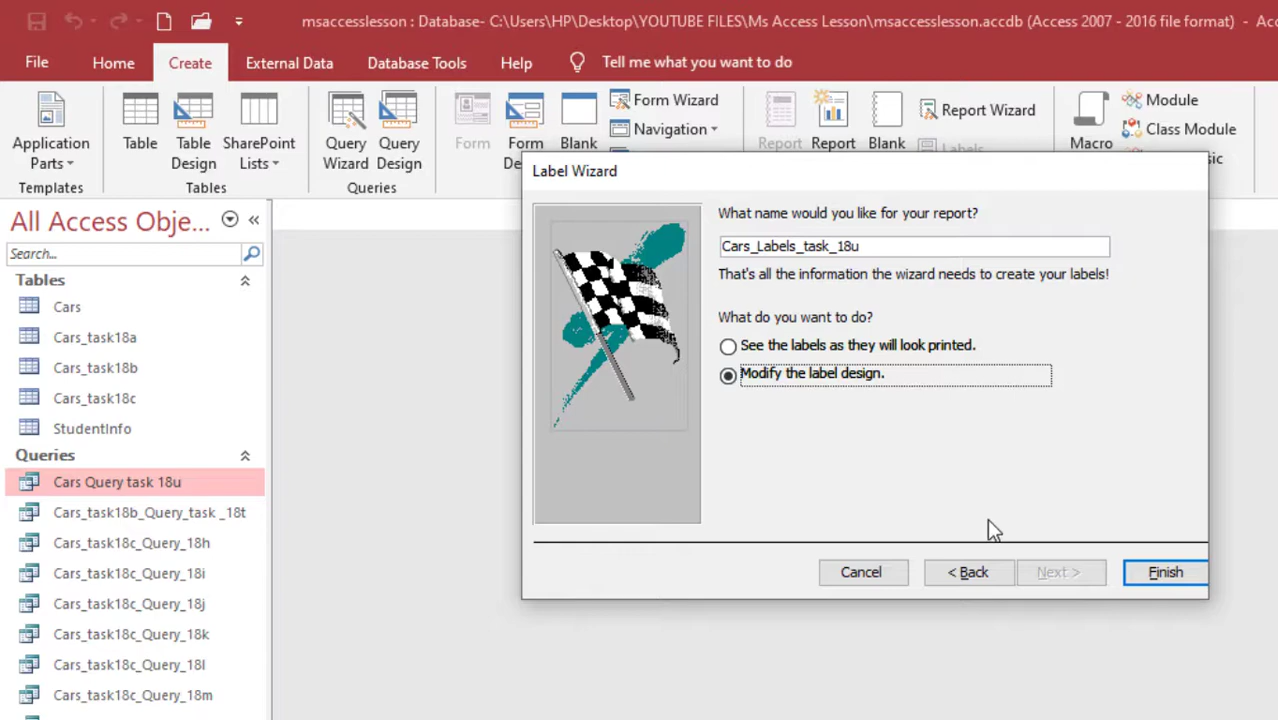 msaccesslesson : Database- C:\Users\HP\Desktop\YOUTUBE FILES\Ms Access Lesson\msaccesslesson.accdb (Access 2007 - 2016 file format) -
File Home Create External Data Database Tools Help Tell me what you want to do
Application Parts
Templates
Table
Table Design
SharePoint Lists
Tables
Query Wizard
Query Design
Queries
Form
Form
Blank
Form Wizard
Navigation
Report
Report
Blank
Report Wizard
Labels
Macro
Module
Class Module
All Access Obje...
Search...
Tables
Cars
Cars_task18a
Cars_task18b
Cars_task18c
StudentInfo
Queries
Cars Query task 18u
Cars_task18b_Query_task _18t
Cars_task18c_Query_18h
Cars_task18c_Query_18i
Cars_task18c_Query_18j
Cars_task18c_Query_18k
Cars_task18c_Query_18l
Cars_task18c_Query_18m
Label Wizard
What name would you like for your report?
Cars_Labels_task_18u
That's all the information the wizard needs to create your labels!
What do you want to do?
See the labels as they will look printed.
Modify the label design.
Cancel < Back Next > Finish